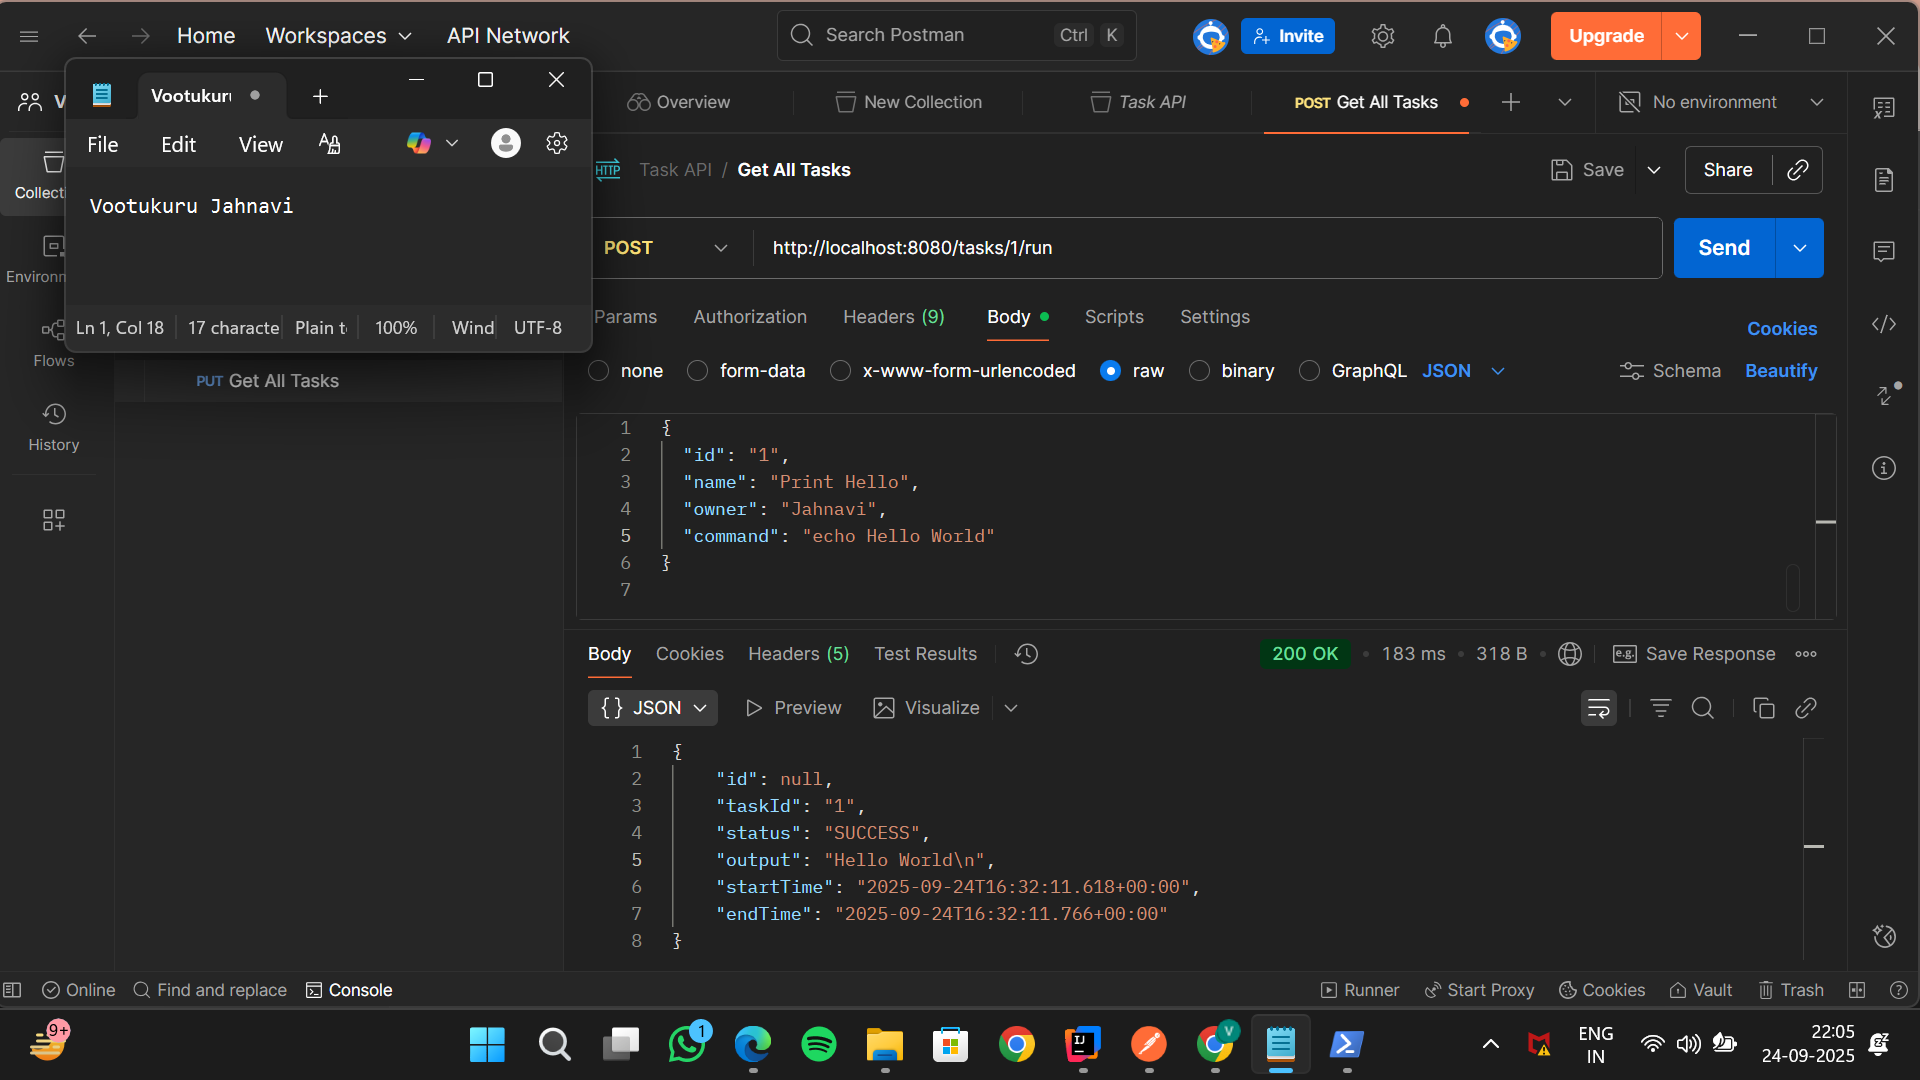 Home
Workspaces
API Network
Search Postman
Ctrl
K
Invite
Upgrade
V
Vootukuru
File
Edit
View
Vootukuru Jahnavi
Ln 1, Col 18
17 characte
Plain t
100%
Wind
UTF-8
Collecti
Environm
Flows
History
PUT Get All Tasks
Overview
New Collection
Task API
POST Get All Tasks
No environment
HTTP
Task API / Get All Tasks
Save
Share
POST
http://localhost:8080/tasks/1/run
Send
Params
Authorization
Headers (9)
Body
Scripts
Settings
Cookies
none
form-data
x-www-form-urlencoded
raw
binary
GraphQL
JSON
Schema
Beautify
1 {
2 "id": "1",
3 "name": "Print Hello",
4 "owner": "Jahnavi",
5 "command": "echo Hello World"
6 }
7
Body
Cookies
Headers (5)
Test Results
200 OK
183 ms
318 B
e.g.
Save Response
{} JSON
Preview
Visualize
1 {
2 "id": null,
3 "taskId": "1",
4 "status": "SUCCESS",
5 "output": "Hello World\n",
6 "startTime": "2025-09-24T16:32:11.618+00:00",
7 "endTime": "2025-09-24T16:32:11.766+00:00"
8 }
Online
Find and replace
Console
Runner
Start Proxy
Cookies
Vault
Trash
9+
1
IJ
V
ENG
IN
22:05
24-09-2025